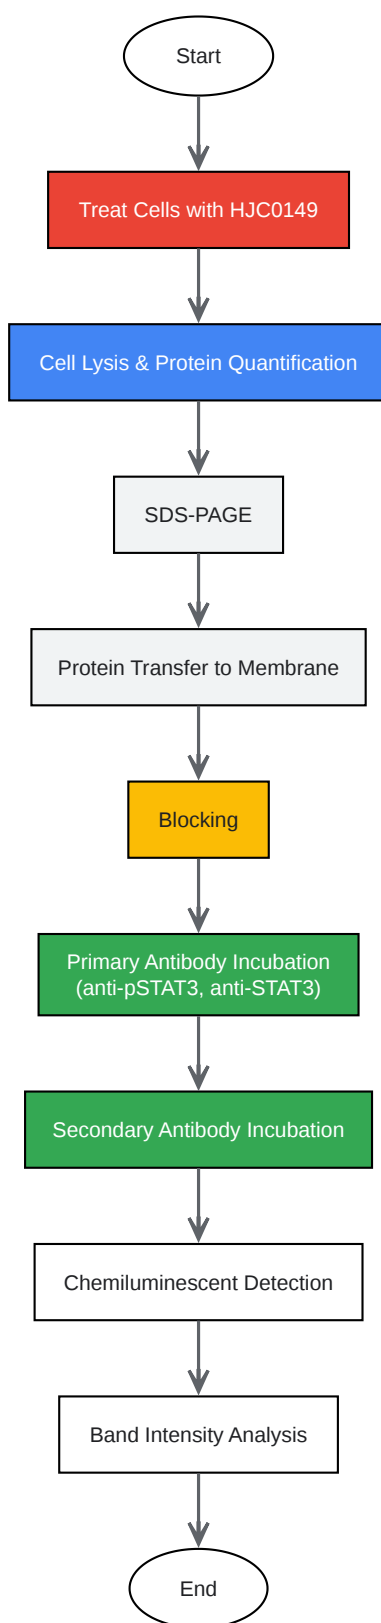 Start
Treat Cells with HJC0149
Cell Lysis & Protein Quantification
SDS-PAGE
Protein Transfer to Membrane
Blocking
Primary Antibody Incubation
(anti-pSTAT3, anti-STAT3)
Secondary Antibody Incubation
Chemiluminescent Detection
Band Intensity Analysis
End